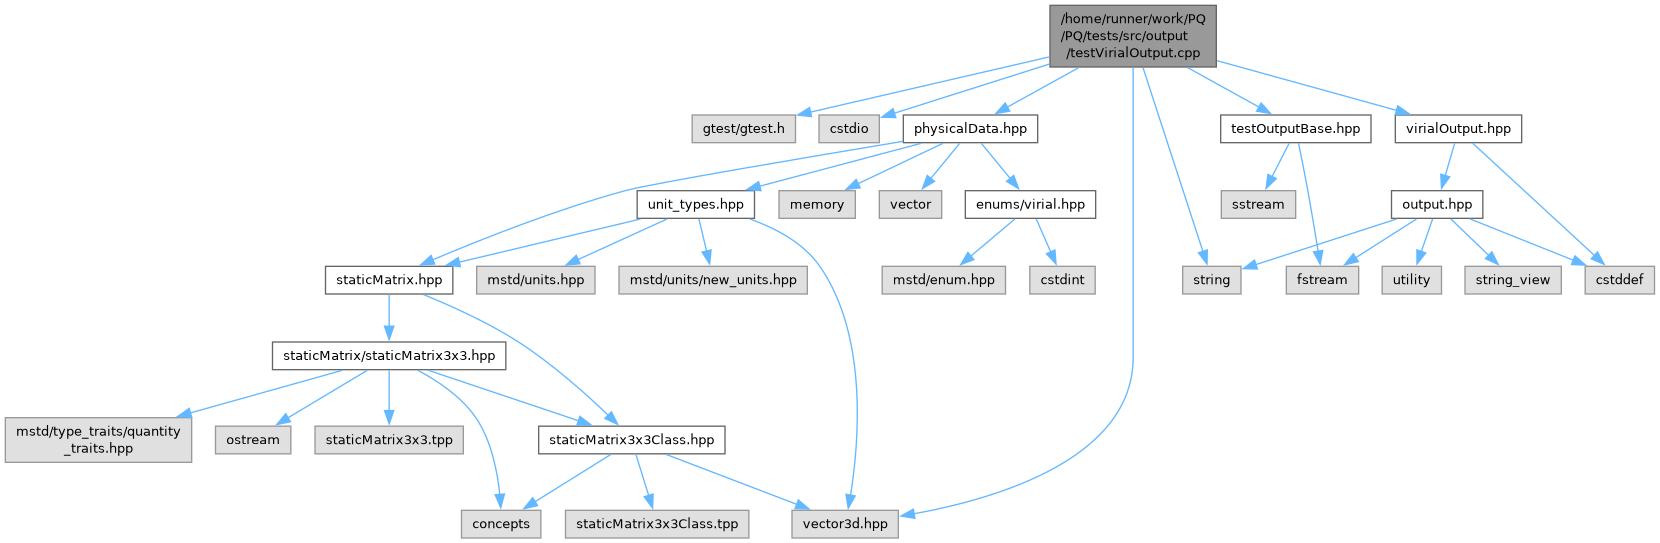 /home/runner/work/PQ
/PQ/tests/src/output
/testVirialOutput.cpp
gtest/gtest.h
cstdio
physicalData.hpp
testOutputBase.hpp
virialOutput.hpp
unit_types.hpp
memory
vector
enums/virial.hpp
sstream
output.hpp
staticMatrix.hpp
mstd/units.hpp
mstd/units/new_units.hpp
mstd/enum.hpp
cstdint
string
fstream
utility
string_view
cstddef
staticMatrix/staticMatrix3x3.hpp
mstd/type_traits/quantity
_traits.hpp
ostream
staticMatrix3x3.tpp
staticMatrix3x3Class.hpp
concepts
staticMatrix3x3Class.tpp
vector3d.hpp